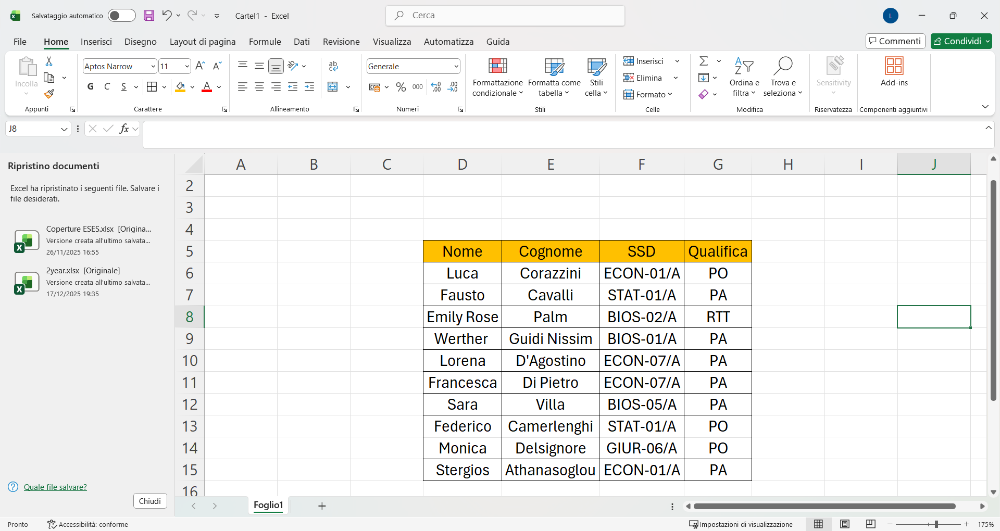 Salvataggio automatico
Cartel1 - Excel
Cerca
L
File Home Inserisci Disegno Layout di pagina Formule Dati Revisione Visualizza Automatizza Guida
Commenti Condividi
Incolla
Appunti
Aptos Narrow 11
G C S
A
Carattere
ab
Allineamento
Generale
% 000
Numeri
Formattazione condizionale
Formatta come tabella
Stili cella
Stili
Inserisci
Elimina
Formato
Celle
Ordina e filtra
Trova e seleziona
Modifica
Sensitivity
Riservatezza
Add-ins
Componenti aggiuntivi
J8
fx
Ripristino documenti
Excel ha ripristinato i seguenti file. Salvare i
file desiderati.
Coperture ESES.xlsx [Origina...
Versione creata all'ultimo salvata...
26/11/2025 16:55
2year.xlsx [Originale]
Versione creata all'ultimo salvata...
17/12/2025 19:35
Quale file salvare?
Chiudi
A B C D E F G H I J
2
3
4
5 Nome Cognome SSD Qualifica
6 Luca Corazzini ECON-01/A PO
7 Fausto Cavalli STAT-01/A PA
8 Emily Rose Palm BIOS-02/A RTT
9 Werther Guidi Nissim BIOS-01/A PA
10 Lorena D'Agostino ECON-07/A PA
11 Francesca Di Pietro ECON-07/A PA
12 Sara Villa BIOS-05/A PA
13 Federico Camerlenghi STAT-01/A PO
14 Monica Delsignore GIUR-06/A PO
15 Stergios Athanasoglou ECON-01/A PA
16
Foglio1
Pronto
Accessibilità: conforme
Impostazioni di visualizzazione
175%